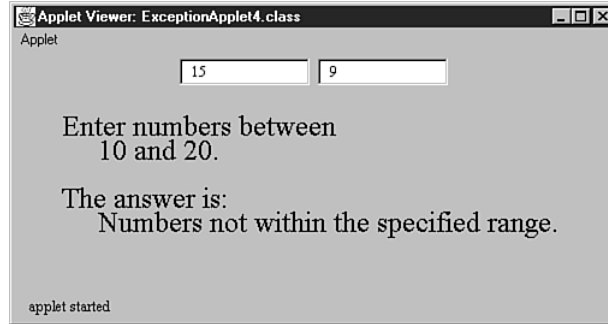 Applet Viewer: ExceptionApplet4.class
Applet
15 9
Enter numbers between
10 and 20.
The answer is:
Numbers not within the specified range.
applet started